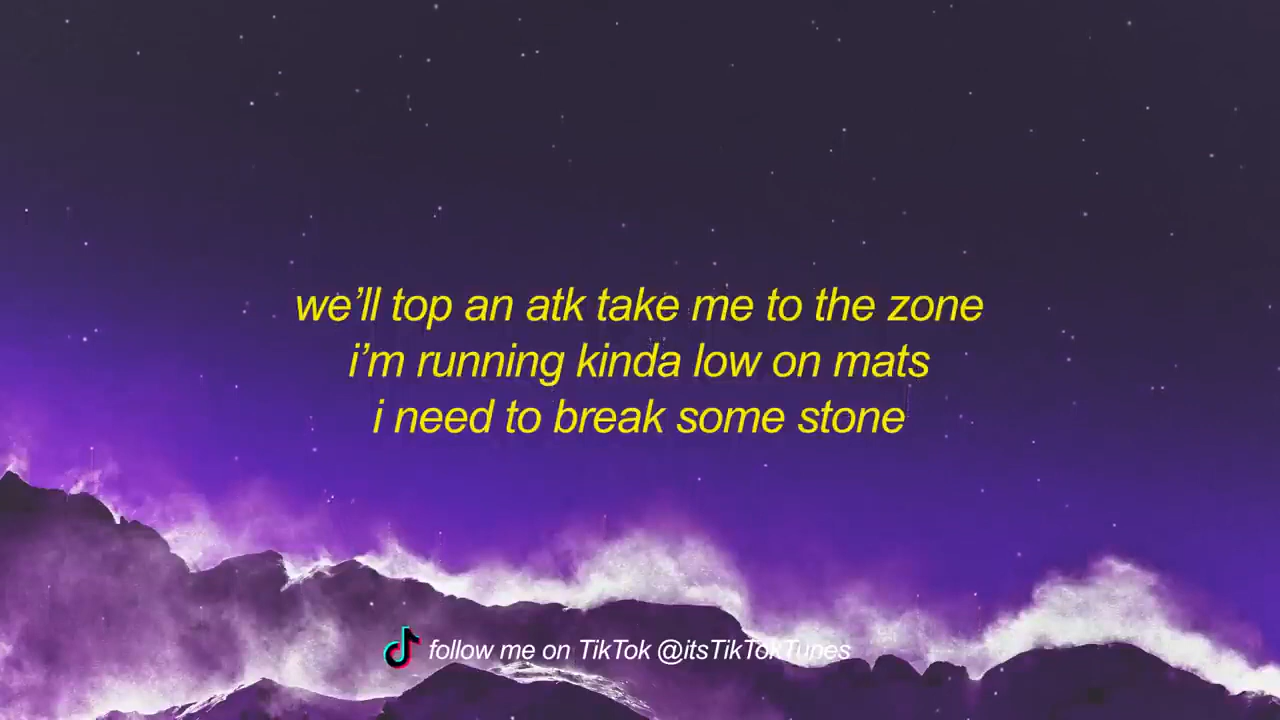 we’ll top an atk take me to the zone
i’m running kinda low on mats
i need to break some stone
follow me on TikTok @itsTikTokTunes